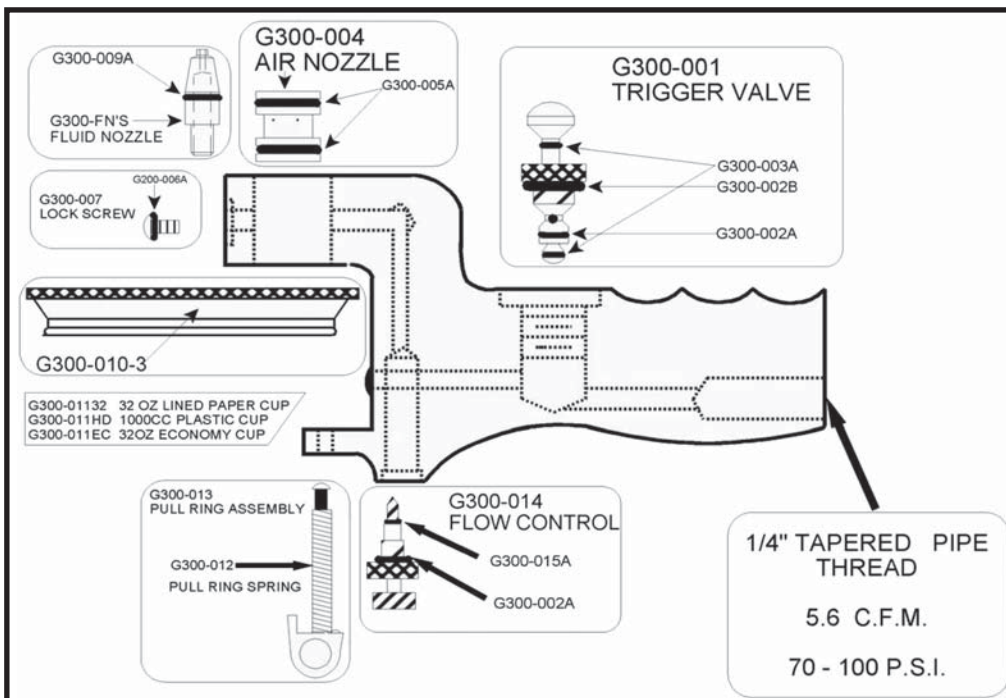 G300-009A
G300-FN'S
FLUID NOZZLE
G300-004
AIR NOZZLE
G300-005A
G300-001
TRIGGER VALVE
G300-003A
G300-002B
G300-002A
G200-006A
G300-007
LOCK SCREW
G300-010-3
G300-01132 32 OZ LINED PAPER CUP
G300-011HD 1000CC PLASTIC CUP
G300-011EC 32OZ ECONOMY CUP
G300-013
PULL RING ASSEMBLY
G300-012
PULL RING SPRING
G300-014
FLOW CONTROL
G300-015A
G300-002A
1/4" TAPERED PIPE
THREAD
5.6 C.F.M.
70 - 100 P.S.I.